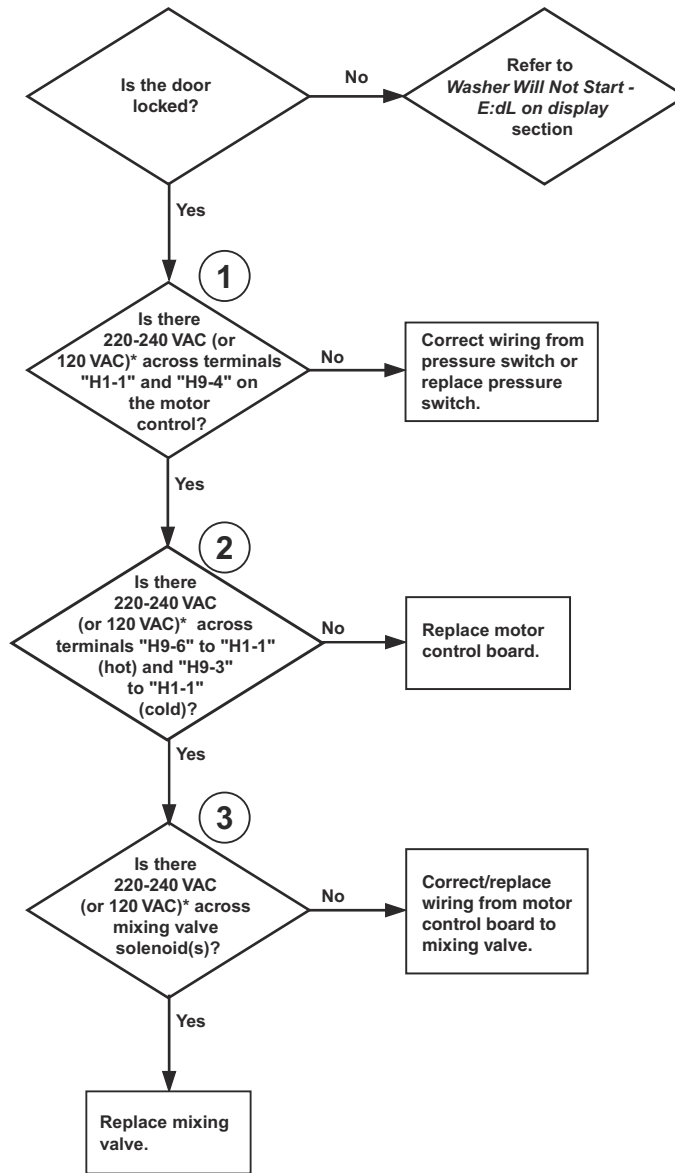 Is the door
locked?
No
Refer to
Washer Will Not Start -
E:dL on display
section
Yes
1
Is there
220-240 VAC (or
120 VAC)* across terminals
"H1-1" and "H9-4" on
the motor
control?
No
Correct wiring from
pressure switch or
replace pressure
switch.
Yes
2
Is there
220-240 VAC
(or 120 VAC)* across
terminals "H9-6" to "H1-1"
(hot) and "H9-3"
to "H1-1"
(cold)?
No
Replace motor
control board.
Yes
3
Is there
220-240 VAC
(or 120 VAC)* across
mixing valve
solenoid(s)?
No
Correct/replace
wiring from motor
control board to
mixing valve.
Yes
Replace mixing
valve.